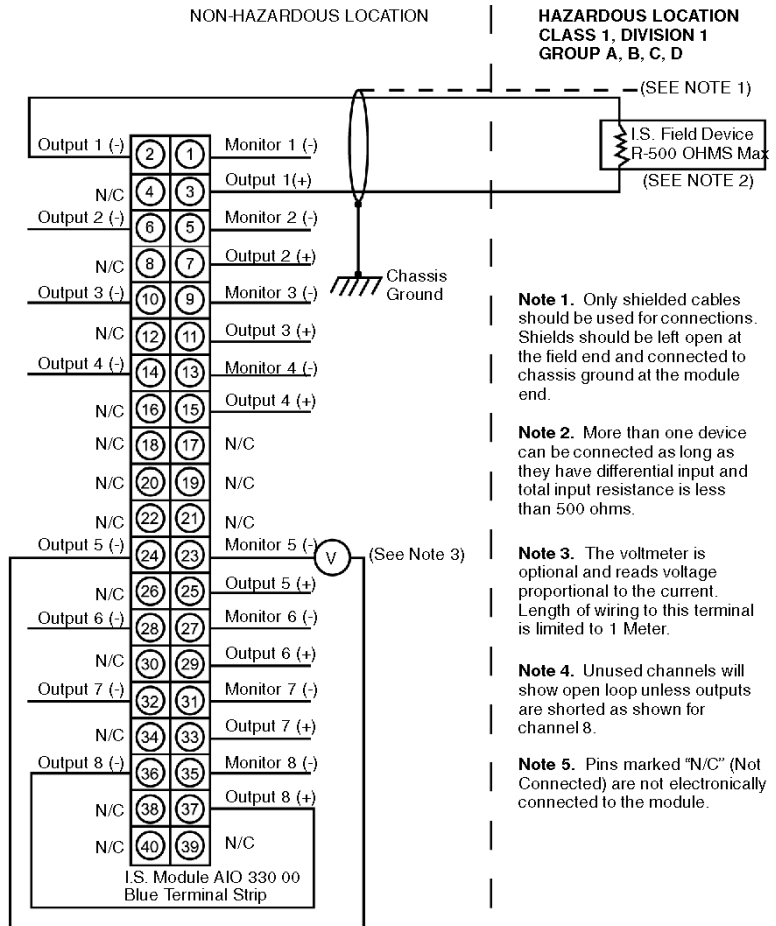 NON-HAZARDOUS LOCATION
HAZARDOUS LOCATION
CLASS 1, DIVISION 1
GROUP A, B, C, D
(SEE NOTE 1)
Output 1 (-) 2 1 Monitor 1 (-)
I.S. Field Device
R-500 OHMS Max
(SEE NOTE 2)
N/C 4 3 Output 1(+)
Output 2 (-) 6 5 Monitor 2 (-)
N/C 8 7 Output 2 (+)
Chassis
Ground
Output 3 (-) 10 9 Monitor 3 (-)
N/C 12 11 Output 3 (+)
Output 4 (-) 14 13 Monitor 4 (-)
N/C 16 15 Output 4 (+)
N/C 18 17 N/C
N/C 20 19 N/C
N/C 22 21 N/C
Output 5 (-) 24 23 Monitor 5 (-) V (See Note 3)
N/C 26 25 Output 5 (+)
Output 6 (-) 28 27 Monitor 6 (-)
N/C 30 29 Output 6 (+)
Output 7 (-) 32 31 Monitor 7 (-)
N/C 34 33 Output 7 (+)
Output 8 (-) 36 35 Monitor 8 (-)
N/C 38 37 Output 8 (+)
N/C 40 39 N/C
I.S. Module AIO 330 00
Blue Terminal Strip
Note 1. Only shielded cables
should be used for connections.
Shields should be left open at
the field end and connected to
chassis ground at the module
end.
Note 2. More than one device
can be connected as long as
they have differential input and
total input resistance is less
than 500 ohms.
Note 3. The voltmeter is
optional and reads voltage
proportional to the current.
Length of wiring to this terminal
is limited to 1 Meter.
Note 4. Unused channels will
show open loop unless outputs
are shorted as shown for
channel 8.
Note 5. Pins marked “N/C” (Not
Connected) are not electronically
connected to the module.